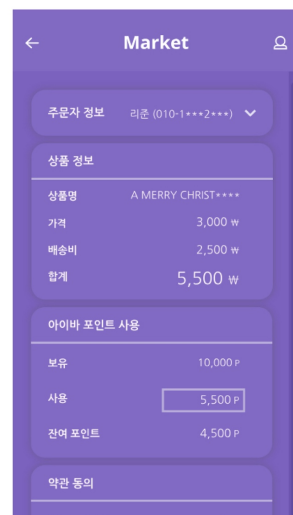 Market
주문자 정보 리준 (010-1***2***)
상품 정보
상품명 A MERRY CHRIST****
가격 3,000 ₩
배송비 2,500 ₩
합계 5,500 ₩
아이바 포인트 사용
보유 10,000 P
사용 5,500 P
잔여 포인트 4,500 P
약관 동의